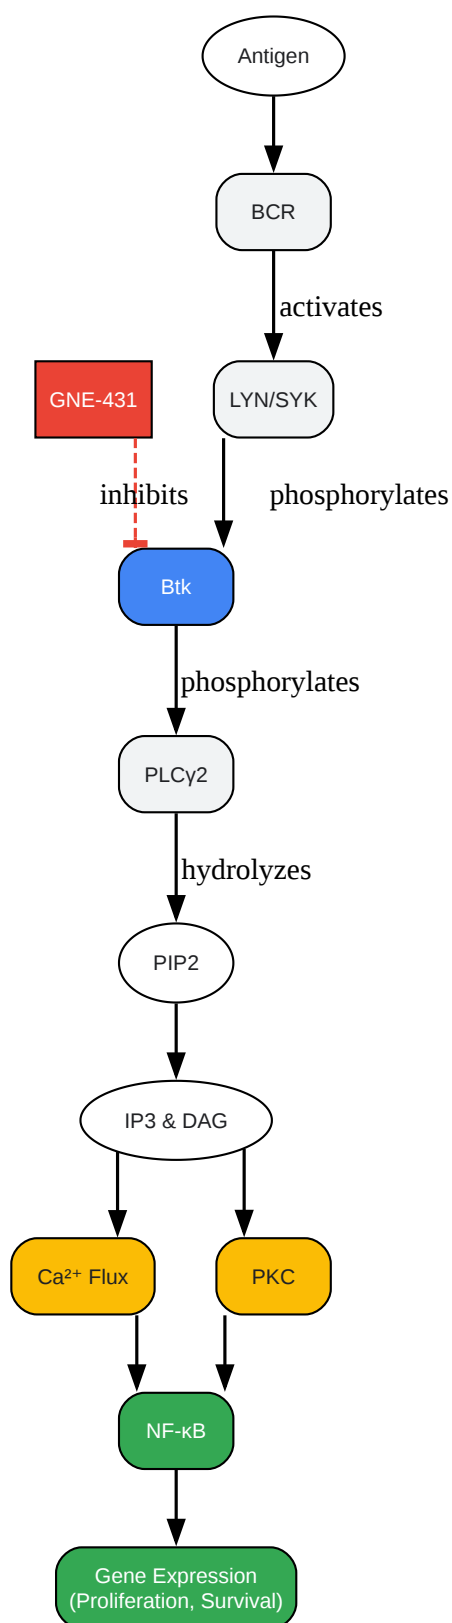 Antigen
BCR
activates
GNE-431
LYN/SYK
inhibits
phosphorylates
Btk
phosphorylates
PLCγ2
hydrolyzes
PIP2
IP3 & DAG
Ca²⁺ Flux
PKC
NF-κB
Gene Expression
(Proliferation, Survival)